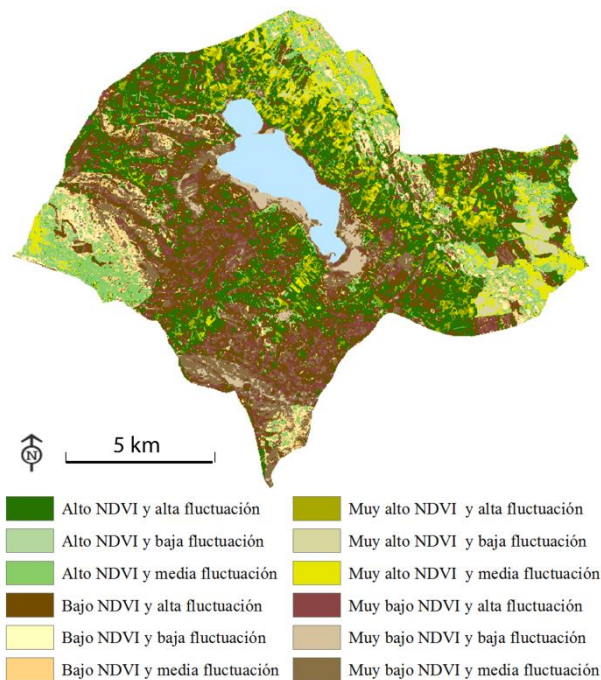 N
5 km
Alto NDVI y alta fluctuación
Muy alto NDVI y alta fluctuación
Alto NDVI y baja fluctuación
Muy alto NDVI y baja fluctuación
Alto NDVI y media fluctuación
Muy alto NDVI y media fluctuación
Bajo NDVI y alta fluctuación
Muy bajo NDVI y alta fluctuación
Bajo NDVI y baja fluctuación
Muy bajo NDVI y baja fluctuación
Bajo NDVI y media fluctuación
Muy bajo NDVI y media fluctuación